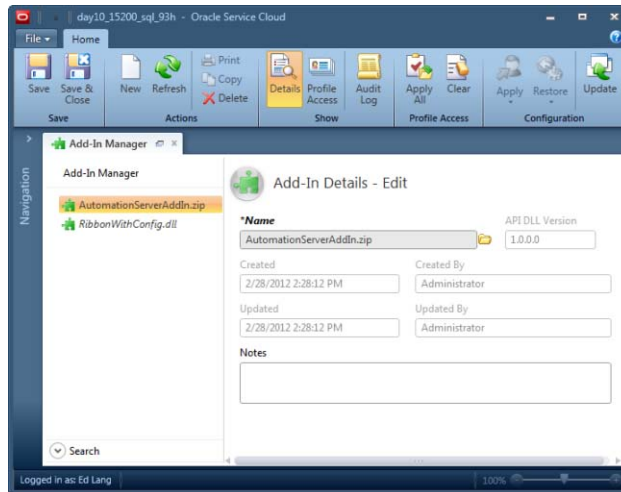 day10_15200_sql_93h - Oracle Service Cloud
File Home
Save Save & Close New Refresh Print Copy Delete Details Profile Access Audit Log Apply All Clear Apply Restore Update
Save Actions Show Profile Access Configuration
Add-In Manager
Navigation
Add-In Manager
AutomationServerAddIn.zip
RibbonWithConfig.dll
Search
Add-In Details - Edit
*Name API DLL Version
AutomationServerAddIn.zip 1.0.0.0
Created Created By
2/28/2012 2:28:12 PM Administrator
Updated Updated By
2/28/2012 2:28:12 PM Administrator
Notes
Logged in as: Ed Lang 100%